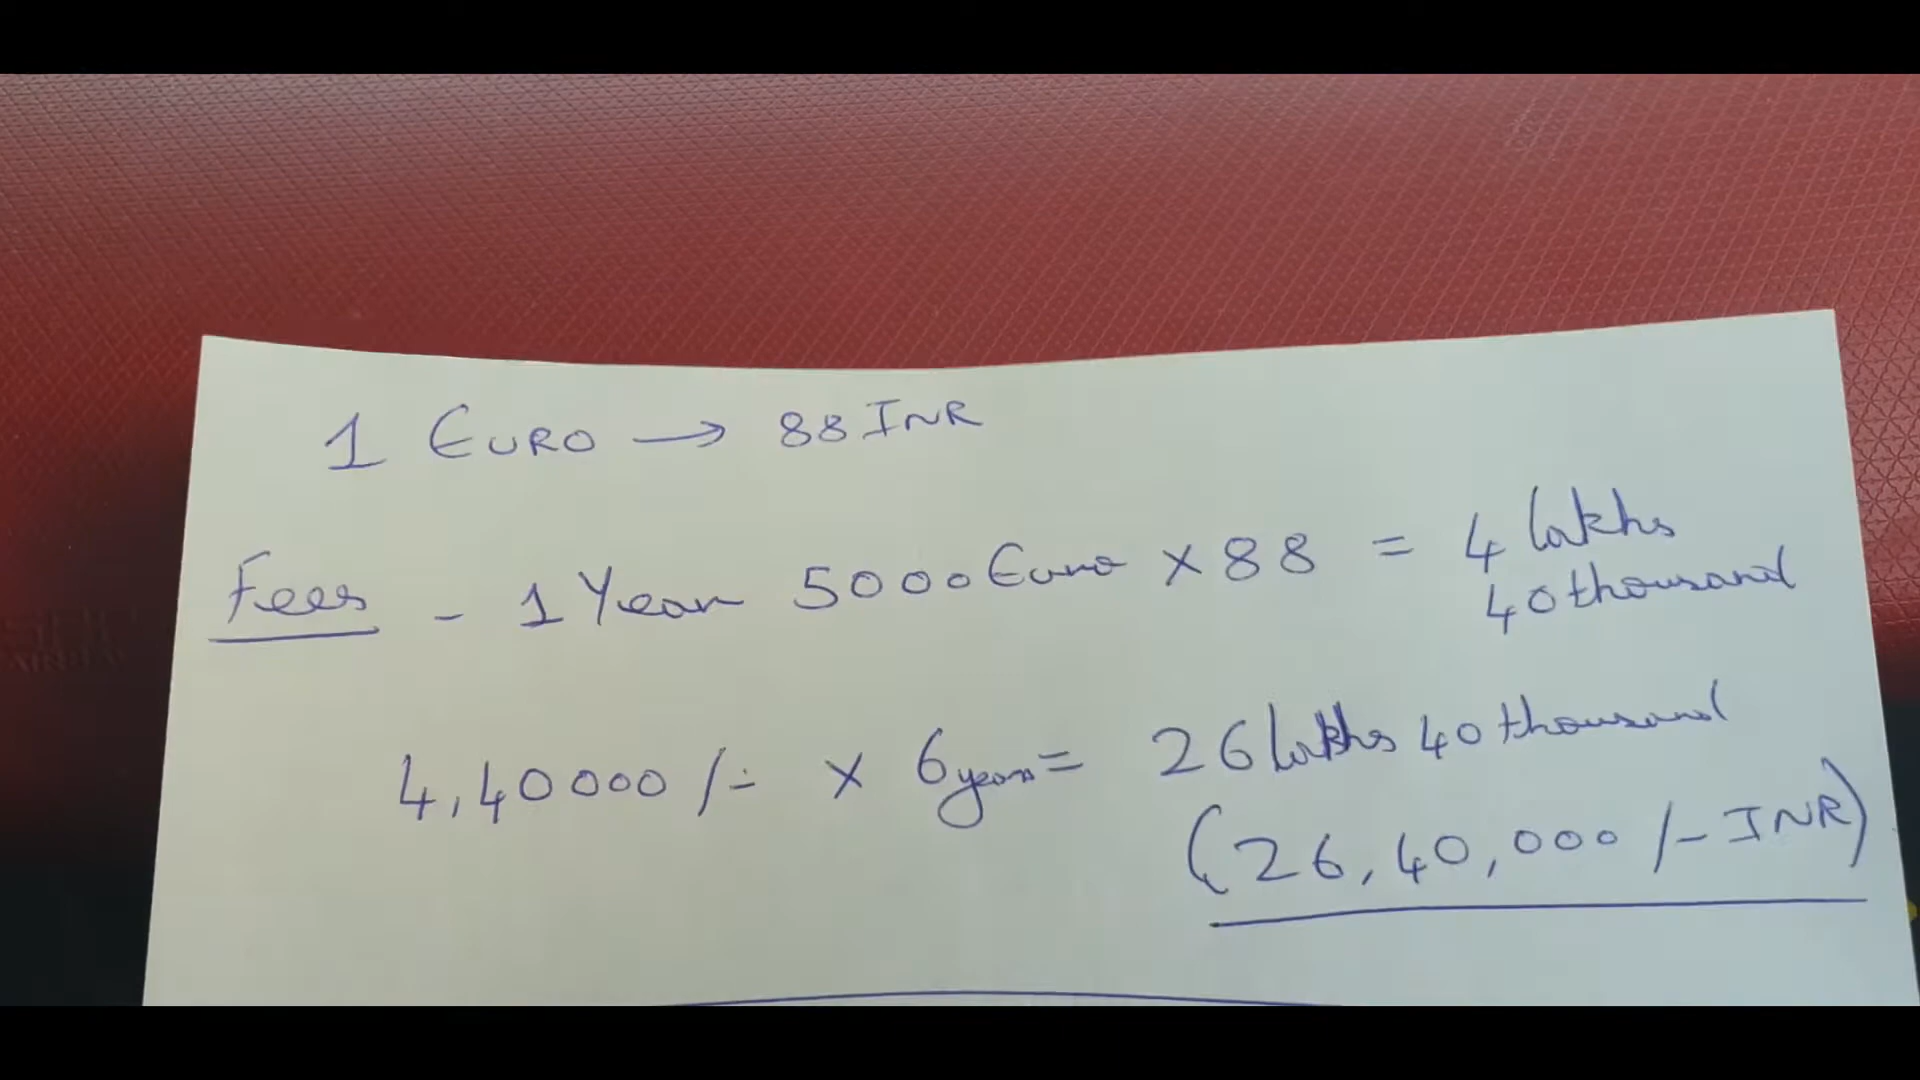 1 EURO → 88 INR
Fees - 1 Year 5000 Euro × 88 = 4 lakhs
40 thousand
4,40000/- × 6 years = 26 lakhs 40 thousand
(26,40,000/- INR)